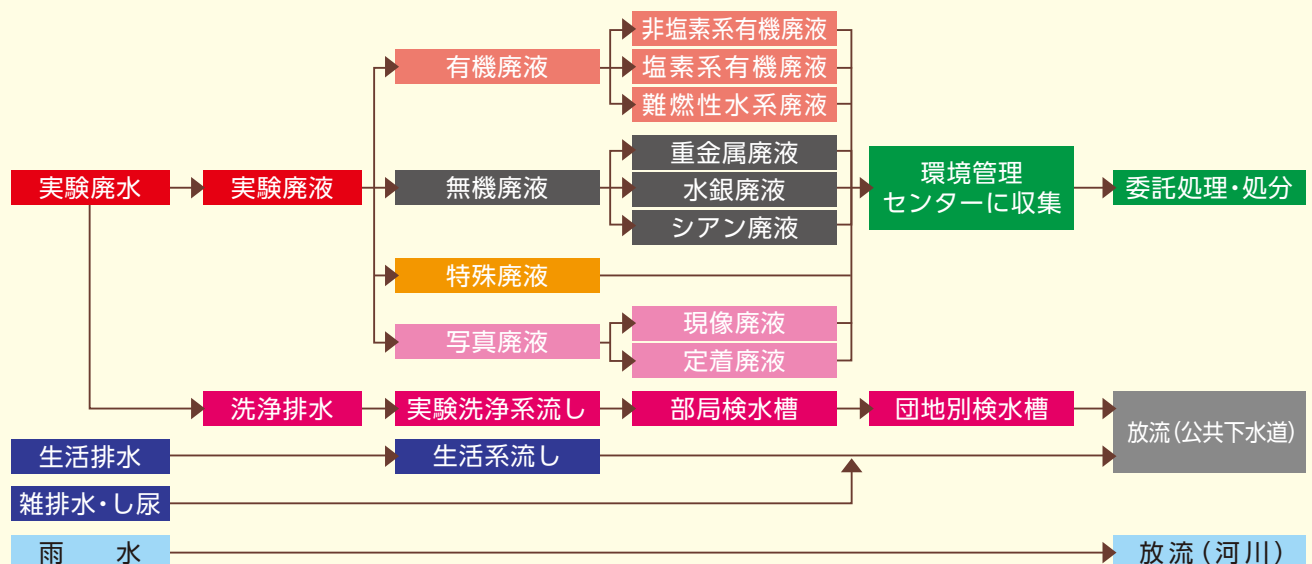 非塩素系有機廃液
有機廃液
塩素系有機廃液
難燃性水系廃液
重金属廃液
実験廃水
実験廃液
無機廃液
水銀廃液
環境管理
センターに収集
委託処理・処分
シアン廃液
特殊廃液
写真廃液
現像廃液
定着廃液
洗浄排水
実験洗浄系流し
部局検水槽
団地別検水槽
放流(公共下水道)
生活排水
生活系流し
雑排水・し尿
雨　水
放流(河川)